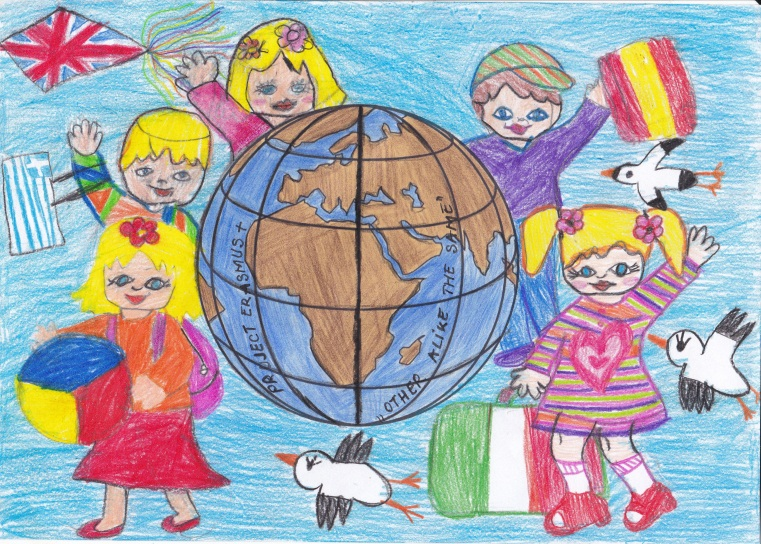 PROJECT ERASMUS+
„OTHER ALIKE THE SAME'